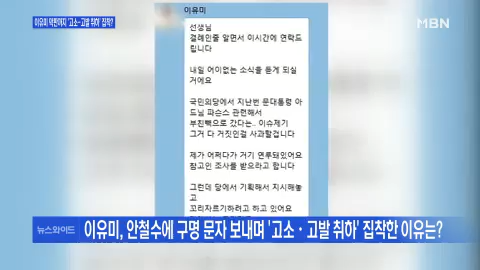 이유미 막판까지 '고소-고발 취하' 집착?
MBN
이유미
선생님
결례인줄 알면서 이시간에 연락드
립니다
내일 어이없는 소식을 듣게 되실
거에요
국민의당에서 지난번 문대통령 아
드님 파슨스 관련해서
부친빽으로 갔다는.. 이슈제기
그거 다 거짓인걸 사과할겁니다
제가 어쩌다가 거기 연루돼있어요
참고인 조사를 받으라고 합니다
그런데 당에서 기획해서 지시해놓
고
꼬리자르기하려고 하고 있어요
뉴스와이드
이유미, 안철수에 구명 문자 보내며 '고소·고발 취하' 집착한 이유는?